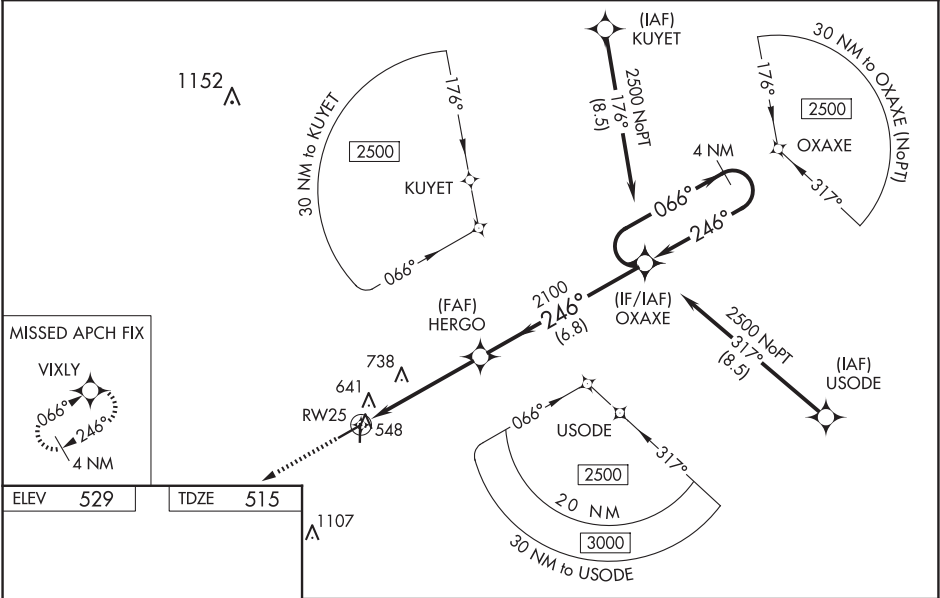 (IAF)
KUYET
2500 NoPT
176°
(8.5)
1152
30 NM to KUYET
176°
2500
KUYET
066°
30 NM to OXAXE (NoPT)
176°
2500
OXAXE
317°
4 NM
066°
246°
(IF/IAF)
OXAXE
2100
246°
(6.8)
(FAF)
HERGO
2500 NoPT
317°
(8.5)
(IAF)
USODE
MISSED APCH FIX
VIXLY
066°
246°
4 NM
738
641
RW25
548
066°
USODE
317°
2500
20 NM
3000
30 NM to USODE
ELEV 529
TDZE 515
1107